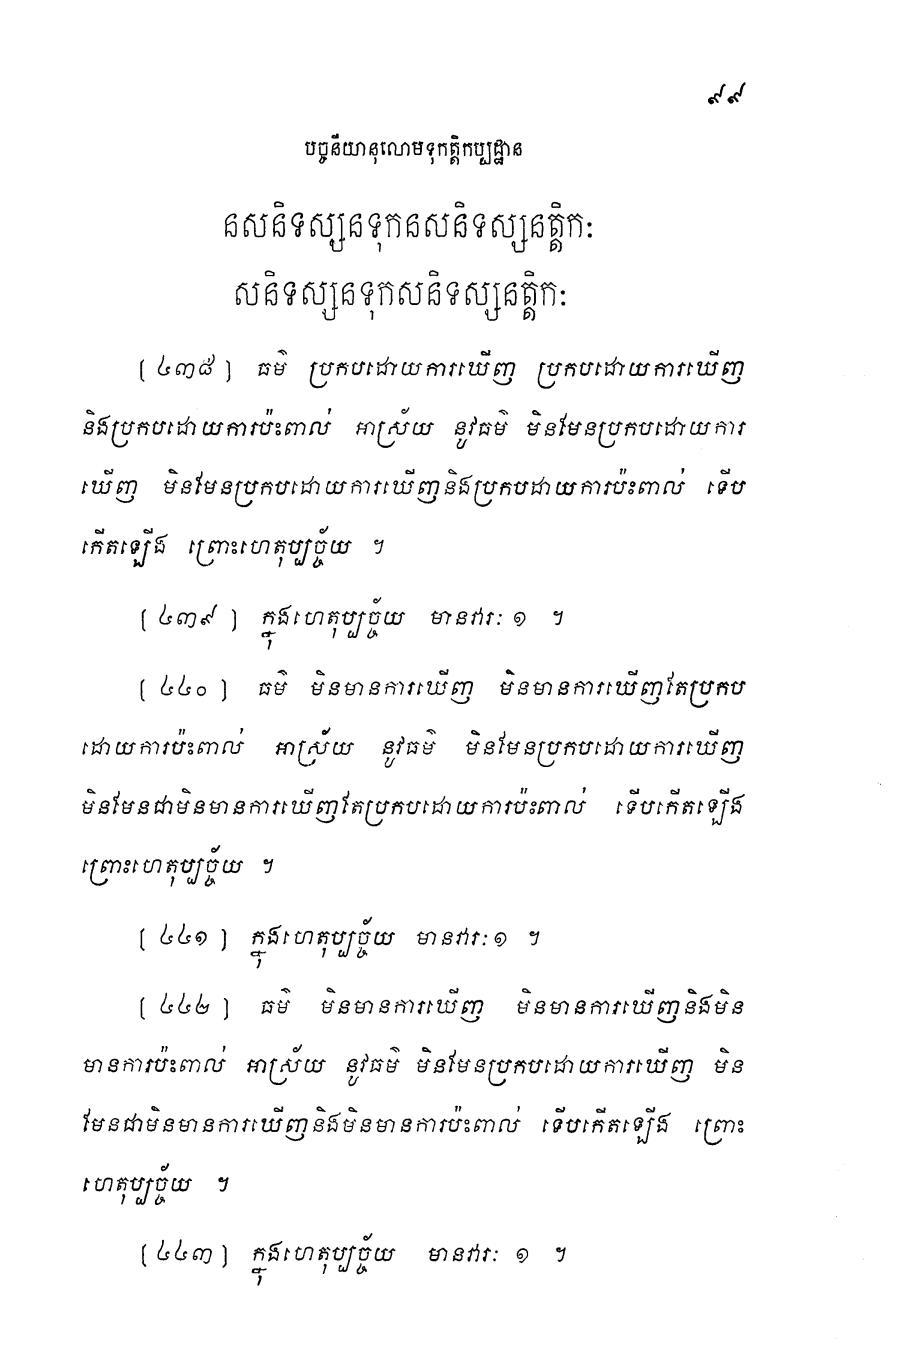 ៩៩
បច្ចនីយានុលោមទុកត្តិកប្បដ្ឋាន
នសនិទស្សនទុកនសនិទស្សនត្តិកៈ
សនិទស្សនទុកសនិទស្សនត្តិកៈ
[ ៤៣៨ ] ធម៌ ប្រកបដោយការឃើញ ប្រកបដោយការឃើញ
និងប្រកបដោយការប៉ះពាល់ អាស្រ័យ នូវធម៌ មិនមែនប្រកបដោយការ
ឃើញ មិនមែនប្រកបដោយការឃើញនិងប្រកបដោយការប៉ះពាល់ ទើប
កើតឡើង ព្រោះហេតុប្បច្ច័យ ។
[ ៤៣៩ ] ក្នុងហេតុប្បច្ច័យ មានវារៈ ១ ។
[ ៤៤០ ] ធម៌ មិនមានការឃើញ មិនមានការឃើញតែប្រកប
ដោយការប៉ះពាល់ អាស្រ័យ នូវធម៌ មិនមែនប្រកបដោយការឃើញ
មិនមែនជាមិនមានការឃើញតែប្រកបដោយការប៉ះពាល់ ទើបកើតឡើង
ព្រោះហេតុប្បច្ច័យ ។
[ ៤៤១ ] ក្នុងហេតុប្បច្ច័យ មានវារៈ ១ ។
[ ៤៤២ ] ធម៌ មិនមានការឃើញ មិនមានការឃើញនិងមិន
មានការប៉ះពាល់ អាស្រ័យ នូវធម៌ មិនមែនប្រកបដោយការឃើញ មិន
មែនជាមិនមានការឃើញនិងមិនមានការប៉ះពាល់ ទើបកើតឡើង ព្រោះ
ហេតុប្បច្ច័យ ។
[ ៤៤៣ ] ក្នុងហេតុប្បច្ច័យ មានវារៈ ១ ។